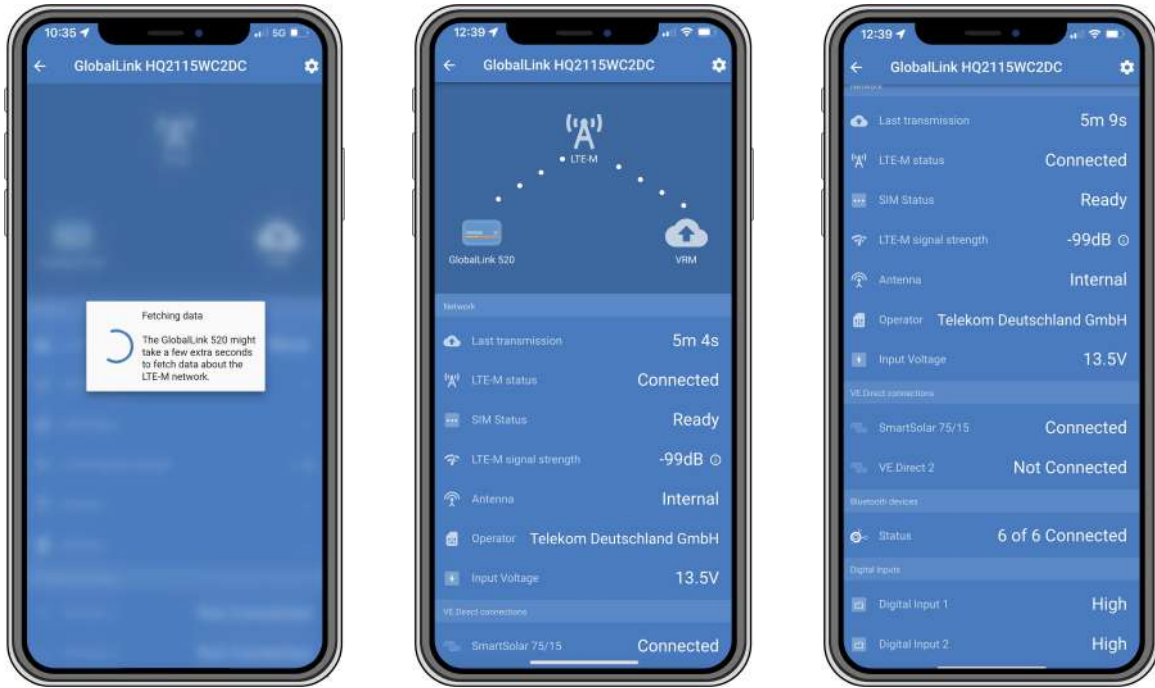 10:35
5G
GlobalLink HQ2115WC2DC
Fetching data
The GlobalLink 520 might
take a few extra seconds
to fetch data about the
LTE-M network.
12:39
GlobalLink HQ2115WC2DC
LTE-M
GlobalLink 520
VRM
Network
Last transmission 5m 4s
LTE-M status Connected
SIM Status Ready
LTE-M signal strength -99dB
Antenna Internal
Operator Telekom Deutschland GmbH
Input Voltage 13.5V
VE.Direct connections
SmartSolar 75/15 Connected
12:39
GlobalLink HQ2115WC2DC
Network
Last transmission 5m 9s
LTE-M status Connected
SIM Status Ready
LTE-M signal strength -99dB
Antenna Internal
Operator Telekom Deutschland GmbH
Input Voltage 13.5V
VE.Direct connections
SmartSolar 75/15 Connected
VE.Direct 2 Not Connected
Bluetooth devices
Status 6 of 6 Connected
Digital Inputs
Digital Input 1 High
Digital Input 2 High